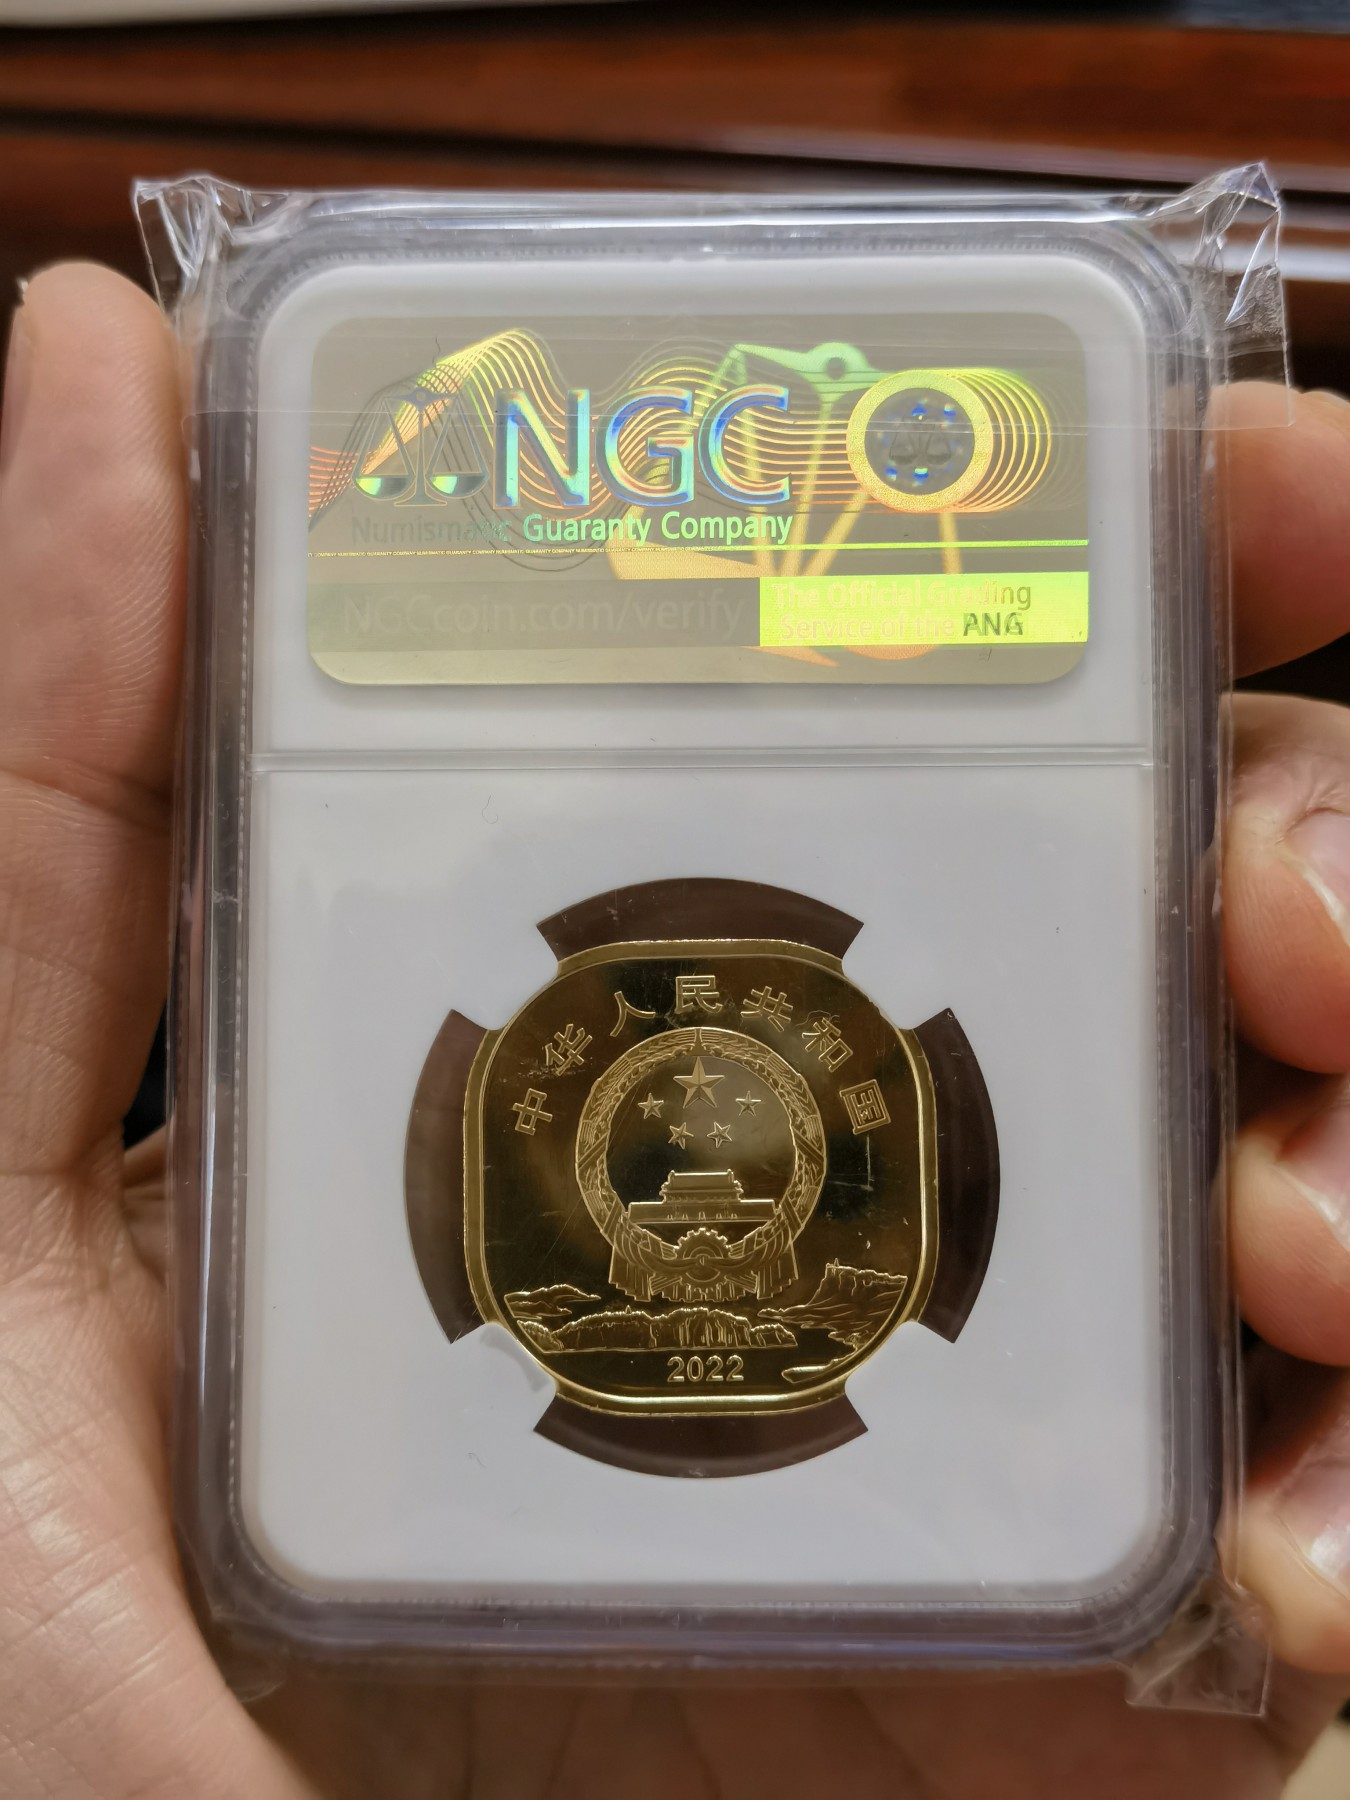 NGC
Numismatic Guaranty Company
NGCcoin.com/verify
The Official Grading
Service of the PNG
中华人民共和国
2022